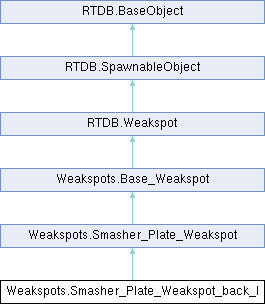 RTDB.BaseObject
RTDB.SpawnableObject
RTDB.Weakspot
Weakspots.Base_Weakspot
Weakspots.Smasher_Plate_Weakspot
Weakspots.Smasher_Plate_Weakspot_back_l